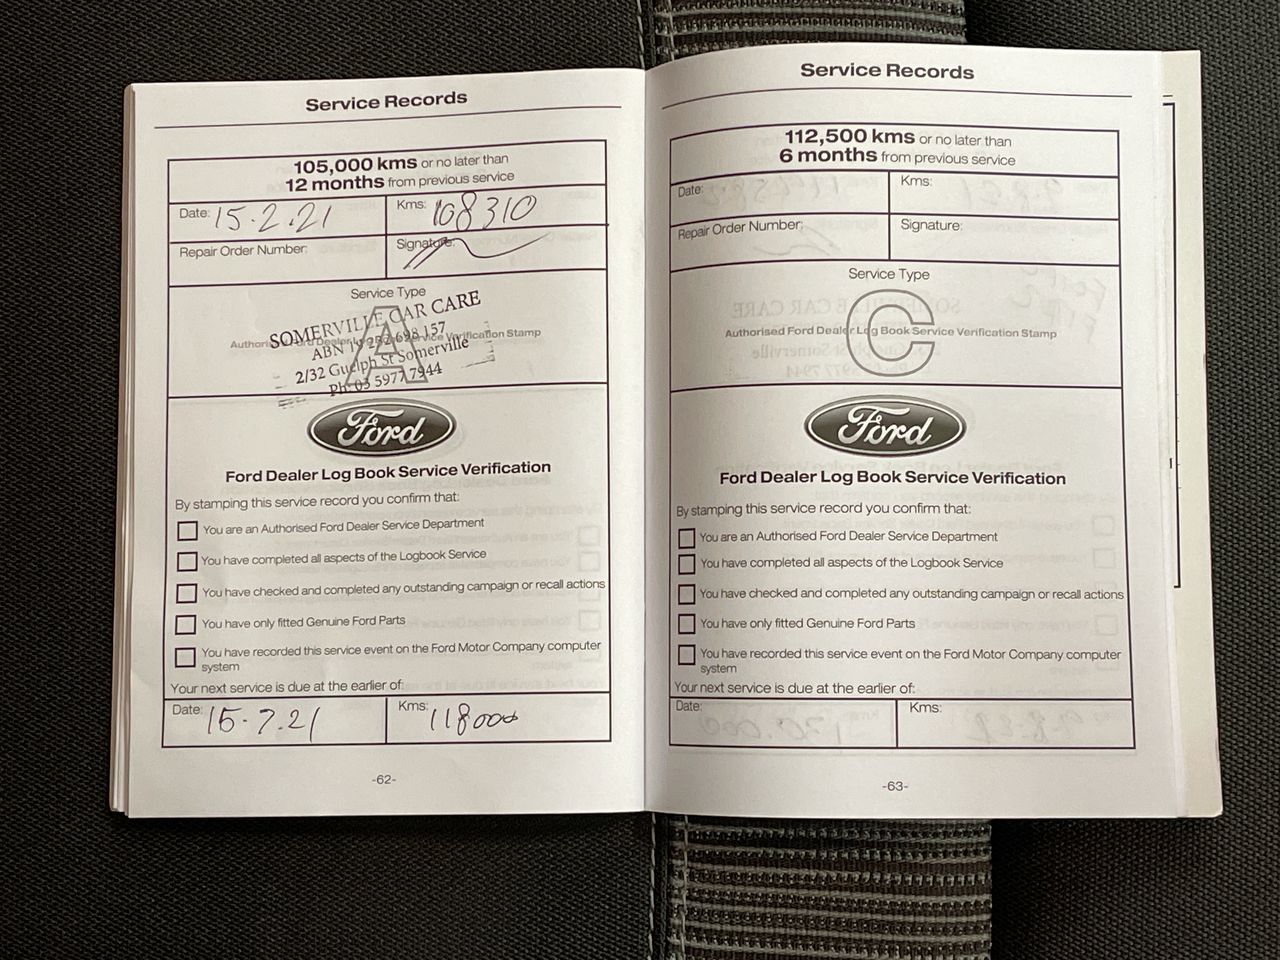 Service Records
105,000 kms or no later than
12 months from previous service
Date: 15.2.21
Kms: 108310
Repair Order Number:
Signature:
Service Type
A
SOMERVILLE CAR CARE
ABN 17 252 698 157
2/32 Guelph St Somerville
Ph: 03 5977 7944
Verification Stamp
Ford
Ford Dealer Log Book Service Verification
By stamping this service record you confirm that:
You are an Authorised Ford Dealer Service Department
You have completed all aspects of the Logbook Service
You have checked and completed any outstanding campaign or recall actions
You have only fitted Genuine Ford Parts
You have recorded this service event on the Ford Motor Company computer
system
Your next service is due at the earlier of:
Date: 15.7.21
Kms: 118000
-62-
Service Records
112,500 kms or no later than
6 months from previous service
Date:
Kms:
Repair Order Number:
Signature:
Service Type
C
Authorised Ford Dealer Log Book Service Verification Stamp
Ford
Ford Dealer Log Book Service Verification
By stamping this service record you confirm that:
You are an Authorised Ford Dealer Service Department
You have completed all aspects of the Logbook Service
You have checked and completed any outstanding campaign or recall actions
You have only fitted Genuine Ford Parts
You have recorded this service event on the Ford Motor Company computer
system
Your next service is due at the earlier of:
Date:
Kms:
-63-